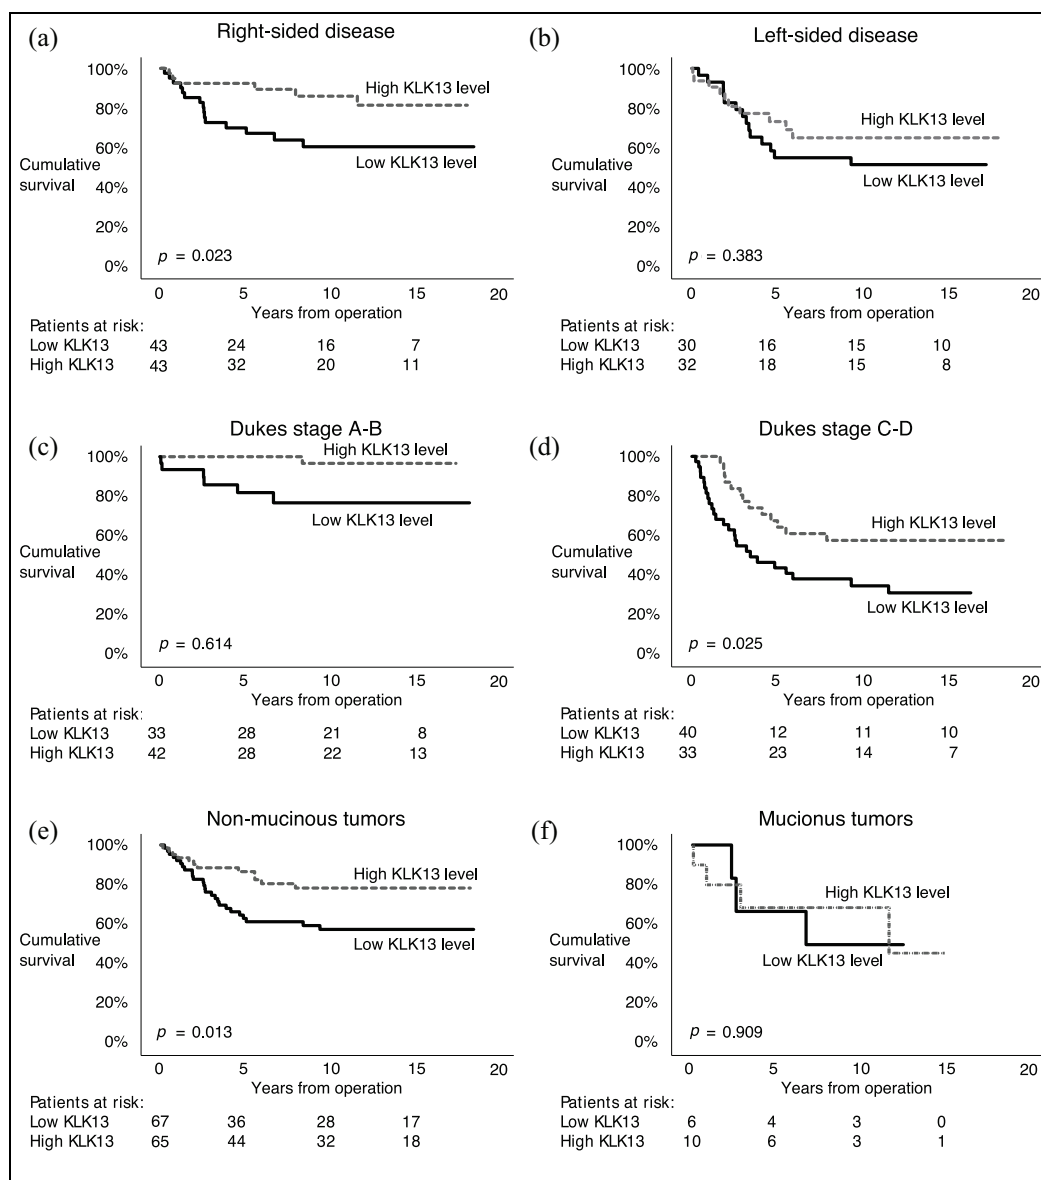 (a)
Right-sided disease
100%
80%
60%
40%
20%
0%
Cumulative
survival
High KLK13 level
Low KLK13 level
p = 0.023
0 5 10 15 20
Years from operation
Patients at risk:
Low KLK13 43 24 16 7
High KLK13 43 32 20 11
(b)
Left-sided disease
100%
80%
60%
40%
20%
0%
Cumulative
survival
High KLK13 level
Low KLK13 level
p = 0.383
0 5 10 15 20
Years from operation
Patients at risk:
Low KLK13 30 16 15 10
High KLK13 32 18 15 8
(c)
Dukes stage A-B
100%
80%
60%
40%
20%
0%
Cumulative
survival
High KLK13 level
Low KLK13 level
p = 0.614
0 5 10 15 20
Years from operation
Patients at risk:
Low KLK13 33 28 21 8
High KLK13 42 28 22 13
(d)
Dukes stage C-D
100%
80%
60%
40%
20%
0%
Cumulative
survival
High KLK13 level
Low KLK13 level
p = 0.025
0 5 10 15 20
Years from operation
Patients at risk:
Low KLK13 40 12 11 10
High KLK13 33 23 14 7
(e)
Non-mucinous tumors
100%
80%
60%
40%
20%
0%
Cumulative
survival
High KLK13 level
Low KLK13 level
p = 0.013
0 5 10 15 20
Years from operation
Patients at risk:
Low KLK13 67 36 28 17
High KLK13 65 44 32 18
(f)
Mucionus tumors
100%
80%
60%
40%
20%
0%
Cumulative
survival
High KLK13 level
Low KLK13 level
p = 0.909
0 5 10 15 20
Years from operation
Patients at risk:
Low KLK13 6 4 3 0
High KLK13 10 6 3 1